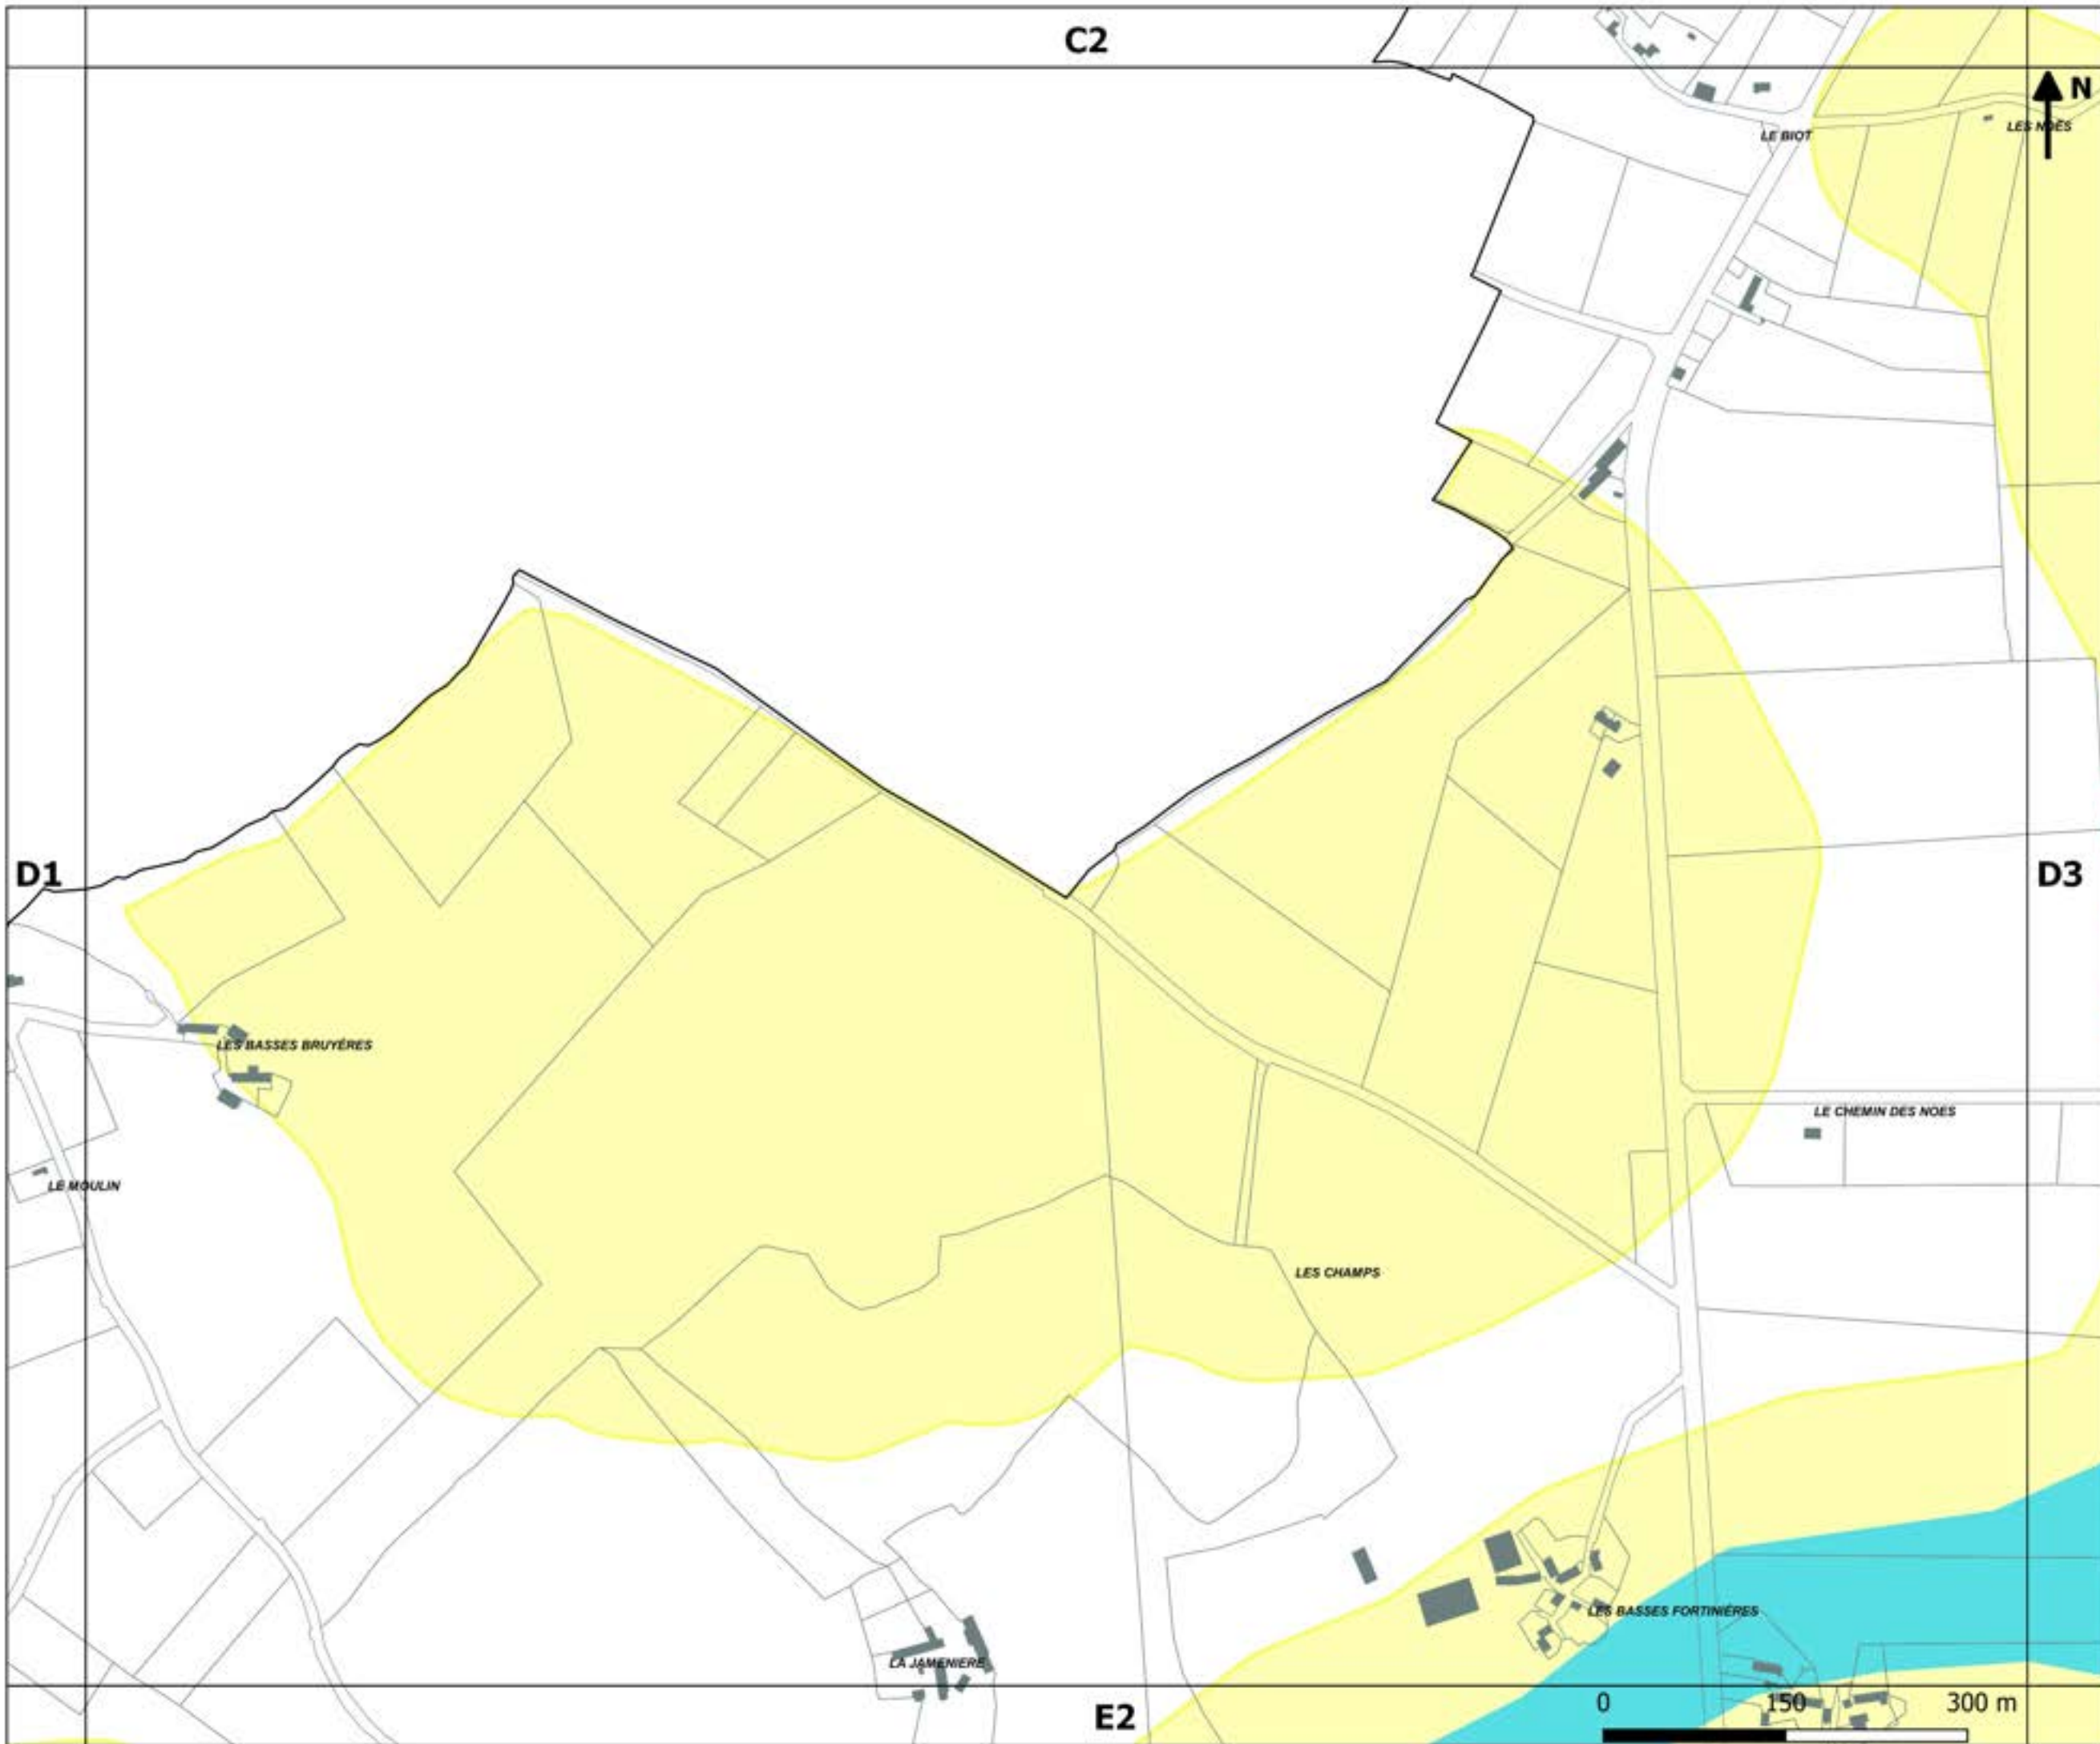 C2
N
LE BIOT
LES NOËS
D1
D3
LES BASSES BRUYÈRES
LE CHEMIN DES NOES
LE MOULIN
LES CHAMPS
LES BASSES FORTINIÈRES
LA JAMENIERE
0 150 300 m
E2